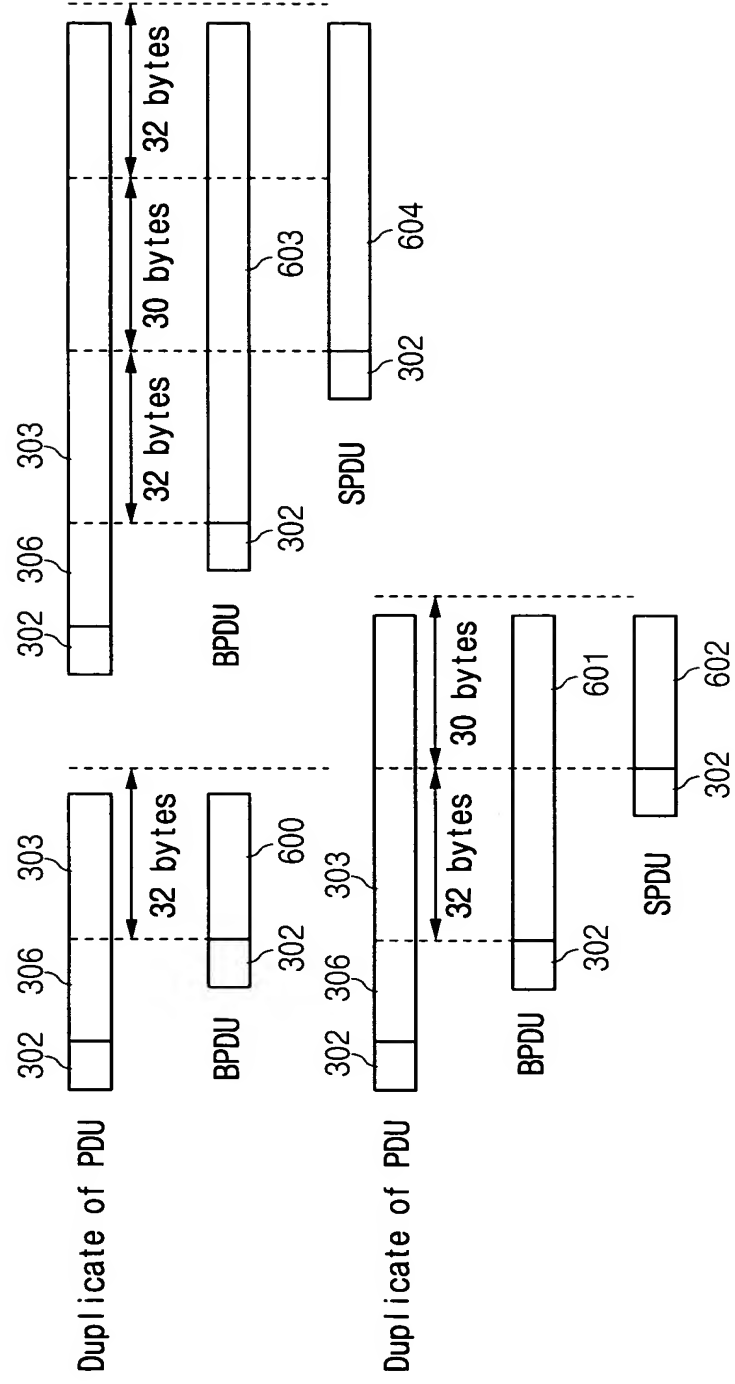 302 306 303
Duplicate of PDU
32 bytes
BPDU
302
600
302 306 303
32 bytes 30 bytes 32 bytes
BPDU
302
603
SPDU
302
604
302 306 303
Duplicate of PDU
32 bytes 30 bytes
BPDU
302
601
SPDU
302
602